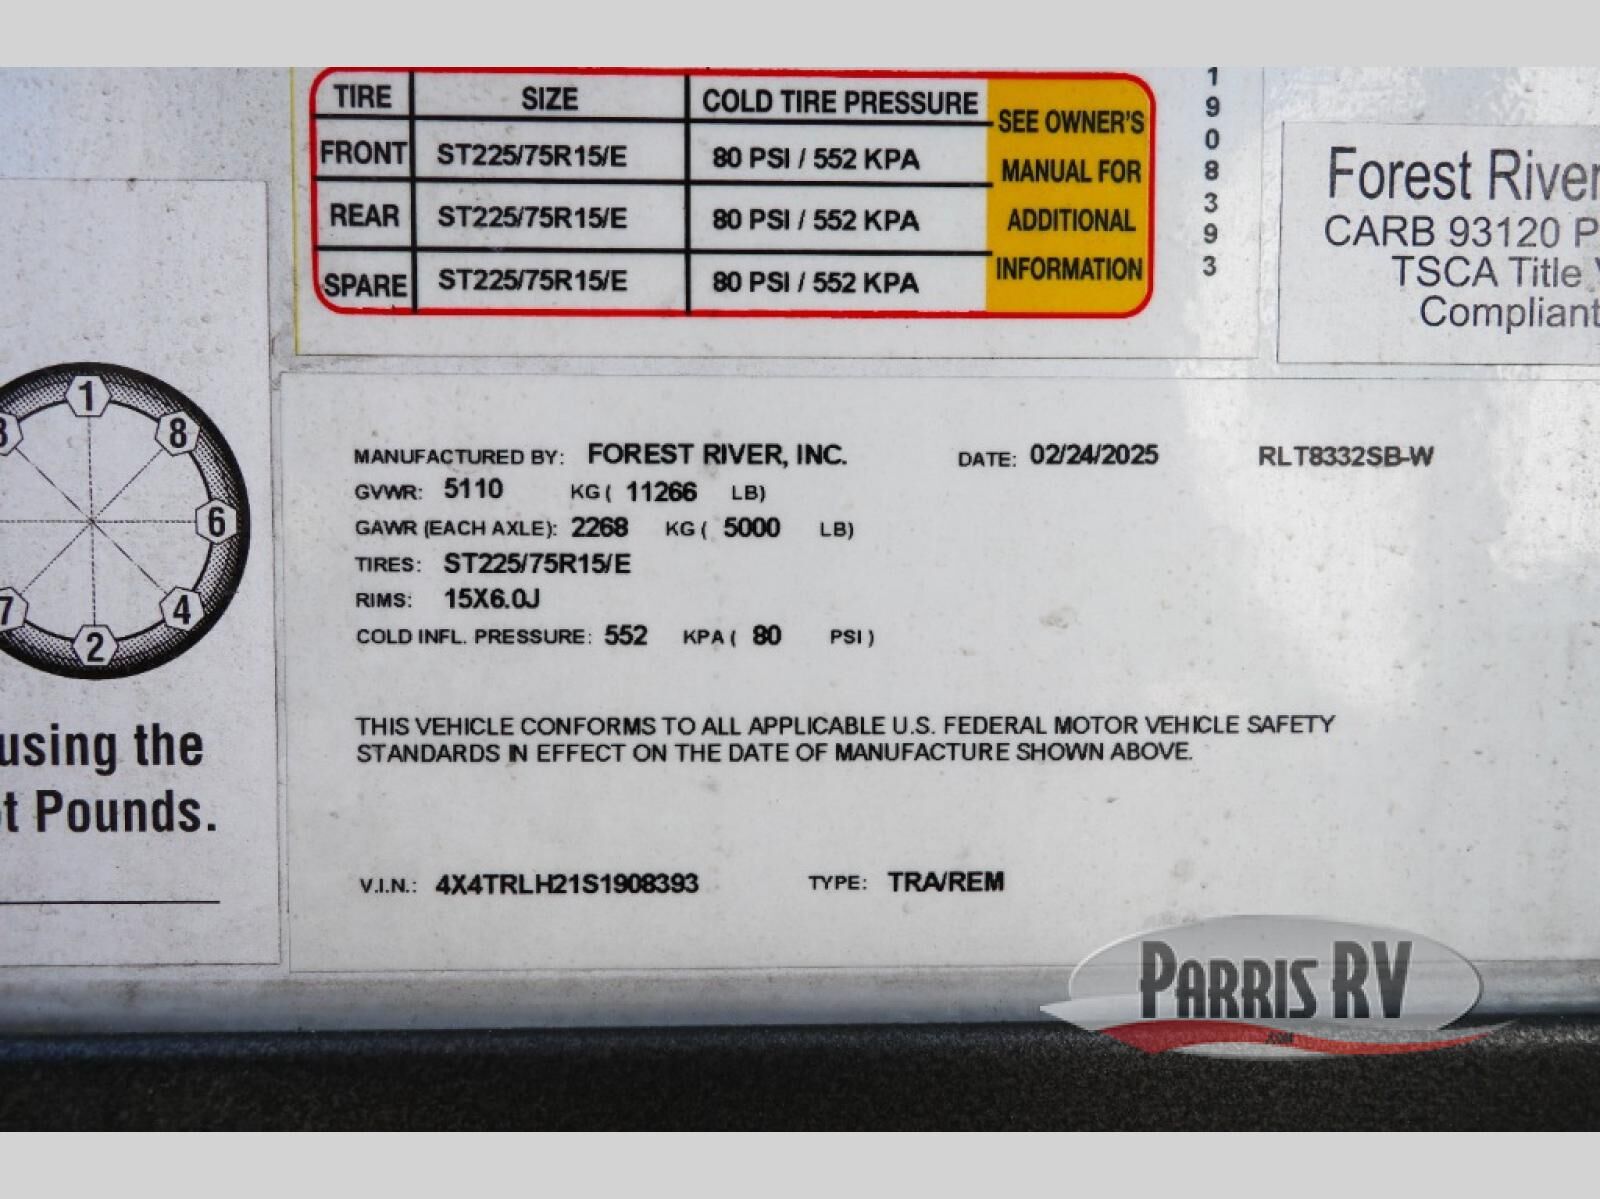 TIRE SIZE COLD TIRE PRESSURE
FRONT ST225/75R15/E 80 PSI / 552 KPA
REAR ST225/75R15/E 80 PSI / 552 KPA
SPARE ST225/75R15/E 80 PSI / 552 KPA
SEE OWNER'S
MANUAL FOR
ADDITIONAL
INFORMATION
1
9
0
8
3
9
3
Forest River
CARB 93120 P
TSCA Title
Compliant
1
8
6
4
2
7
3
using the
Pounds.
MANUFACTURED BY: FOREST RIVER, INC. DATE: 02/24/2025 RLT8332SB-W
GVWR: 5110 KG ( 11266 LB)
GAWR (EACH AXLE): 2268 KG ( 5000 LB)
TIRES: ST225/75R15/E
RIMS: 15X6.0J
COLD INFL. PRESSURE: 552 KPA ( 80 PSI )
THIS VEHICLE CONFORMS TO ALL APPLICABLE U.S. FEDERAL MOTOR VEHICLE SAFETY
STANDARDS IN EFFECT ON THE DATE OF MANUFACTURE SHOWN ABOVE.
V.I.N.: 4X4TRLH21S1908393 TYPE: TRA/REM
PARRIS RV
.COM